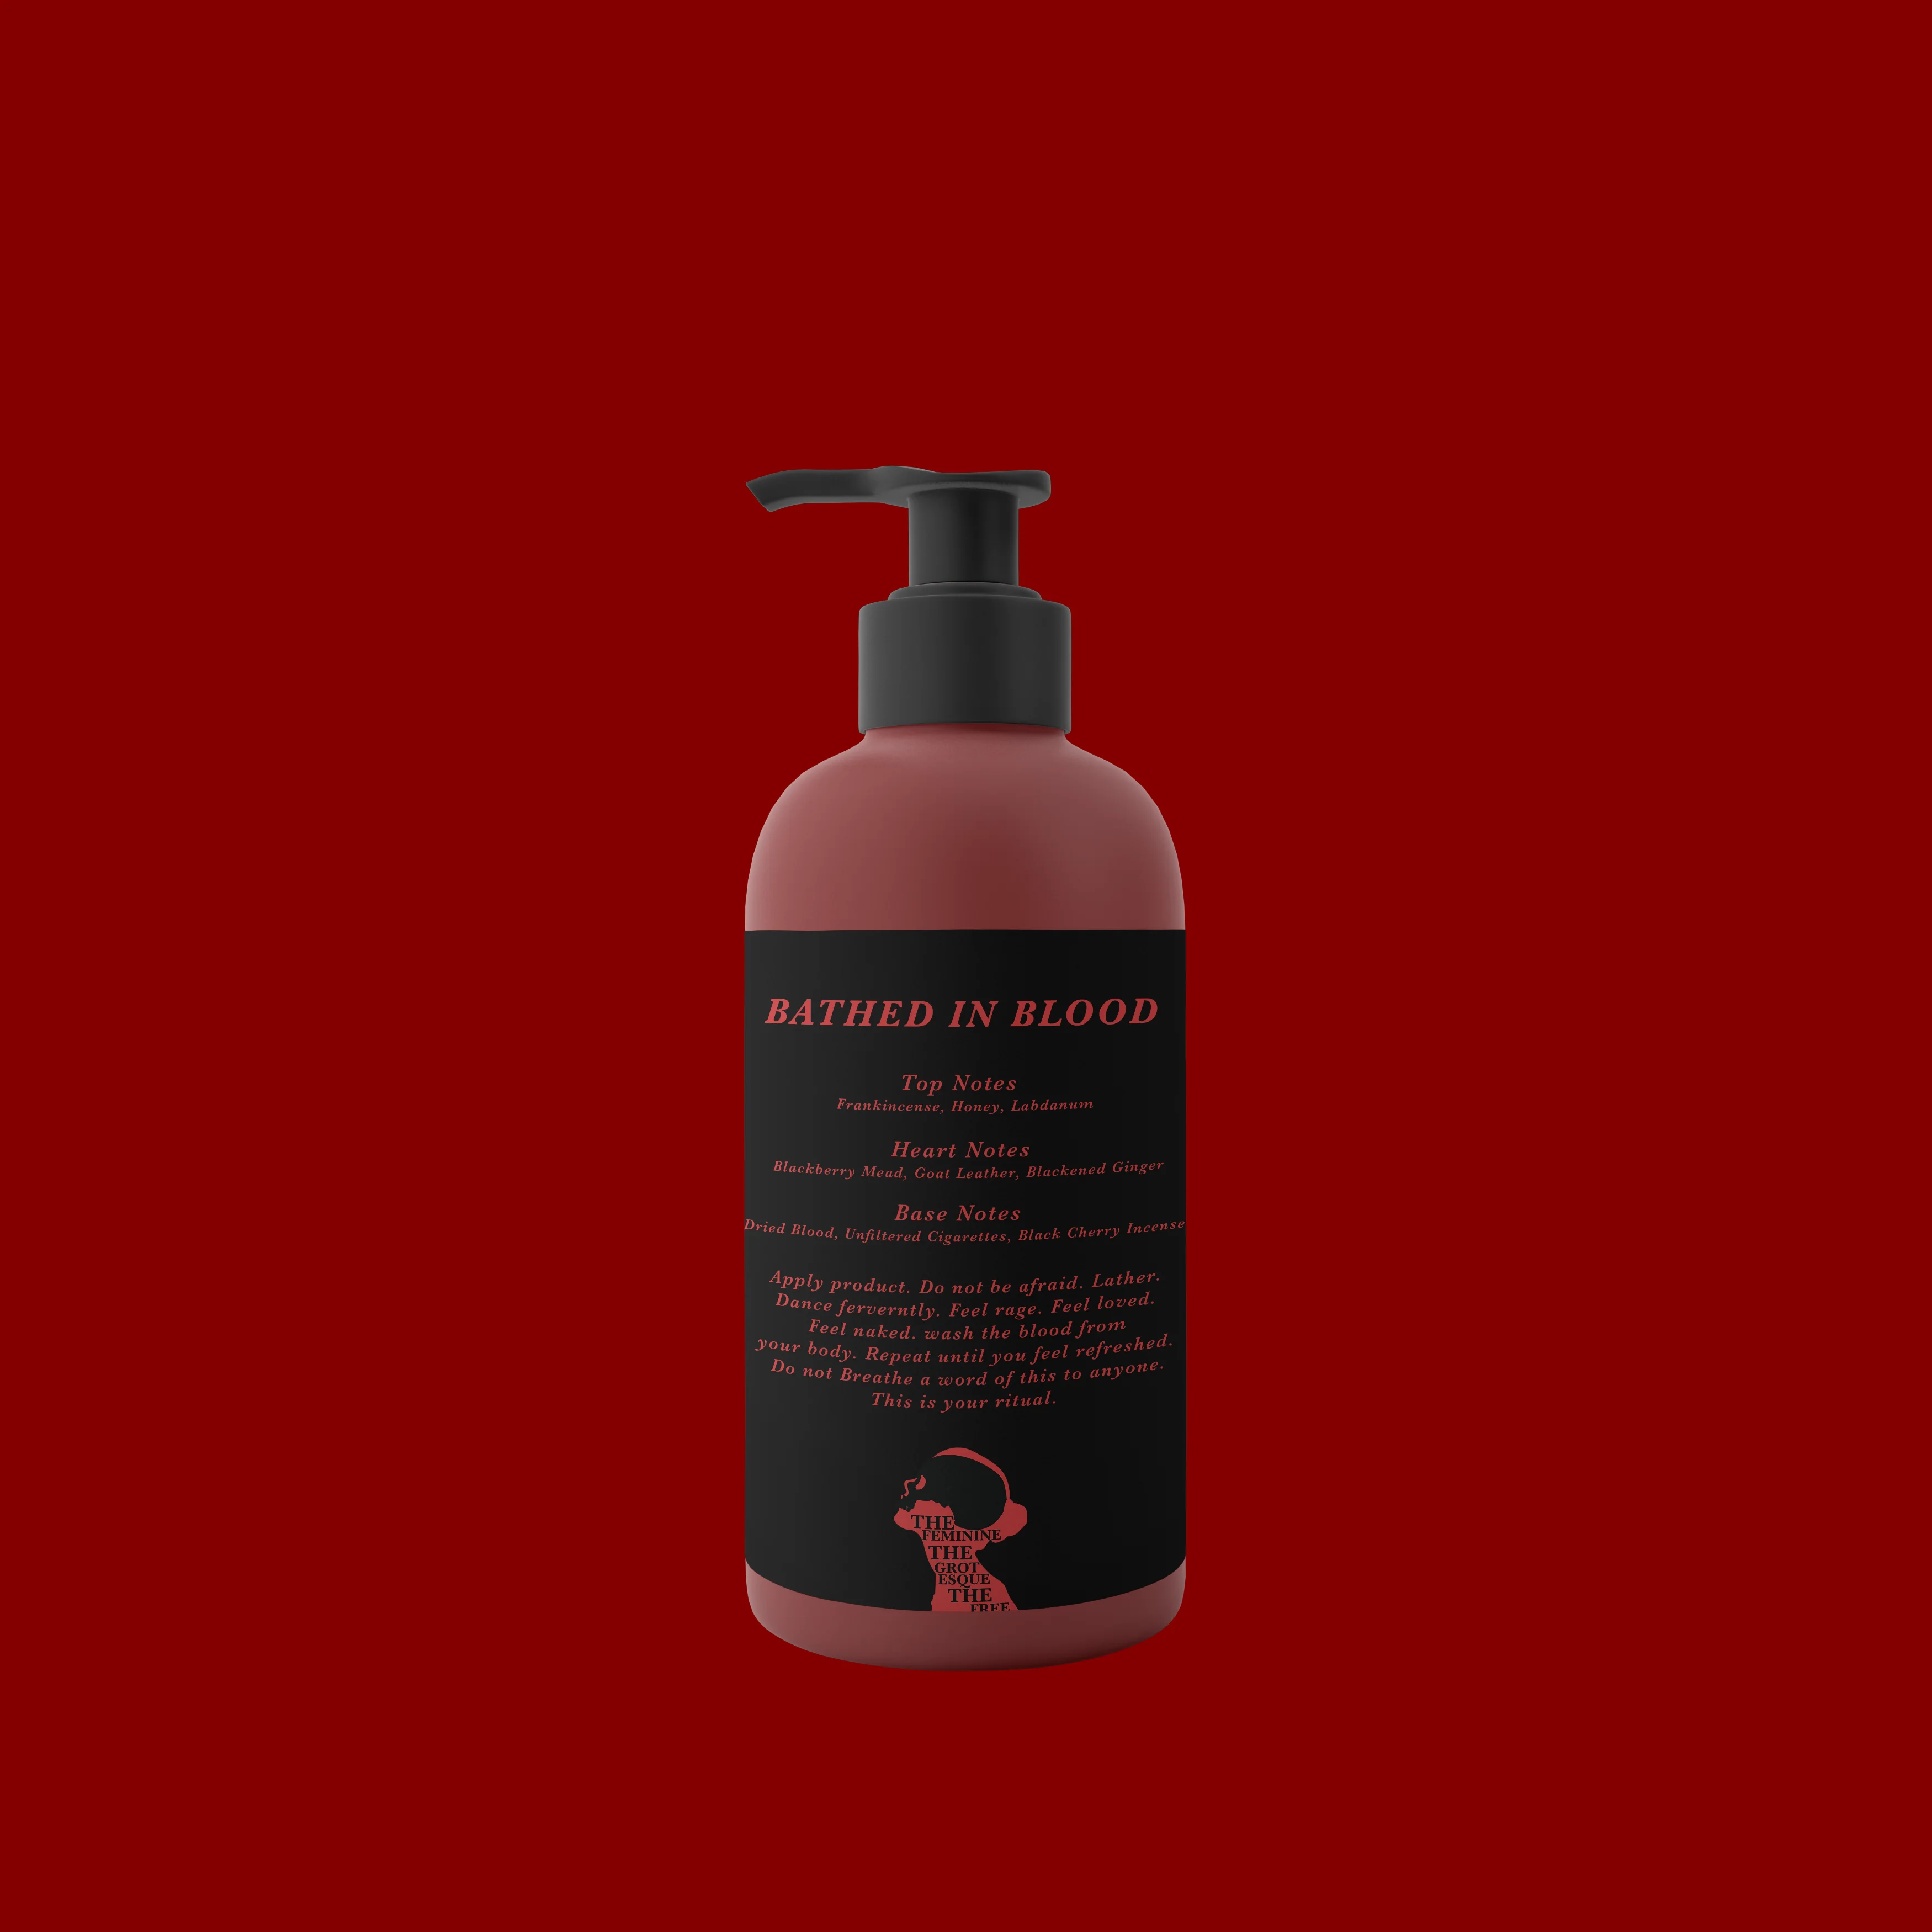 BATHED IN BLOOD
Top Notes
Frankincense, Honey, Labdanum
Heart Notes
Blackberry Mead, Goat Leather, Blackened Ginger
Base Notes
Dried Blood, Unfiltered Cigarettes, Black Cherry Incense
Apply product. Do not be afraid. Lather.
Dance ferverntly. Feel rage. Feel loved.
Feel naked. wash the blood from
your body. Repeat until you feel refreshed.
Do not Breathe a word of this to anyone.
This is your ritual.
THE
FEMININE
THE
GROT
ESQUE
THE
FREE